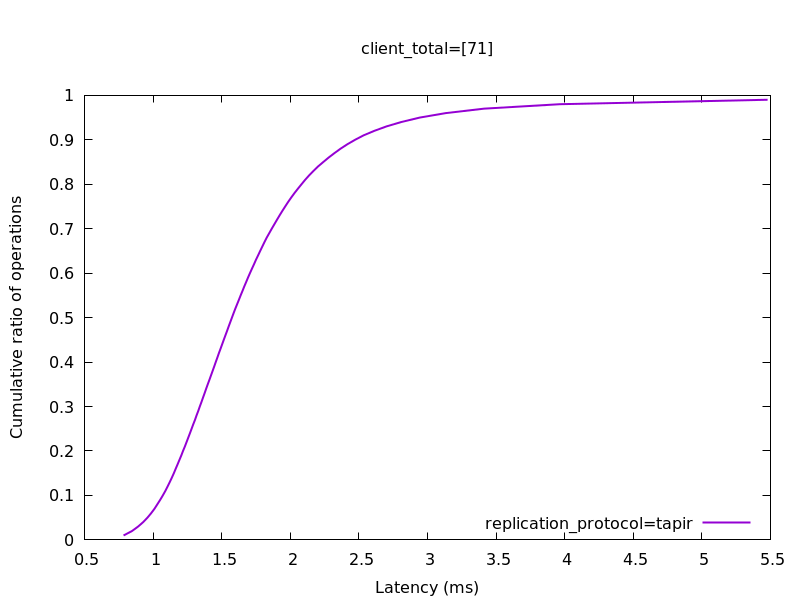 client_total=[71]
1
0.9
0.8
0.7
0.6
0.5
0.4
0.3
0.2
0.1
0
Cumulative ratio of operations
replication_protocol=tapir
0.5 1 1.5 2 2.5 3 3.5 4 4.5 5 5.5
Latency (ms)